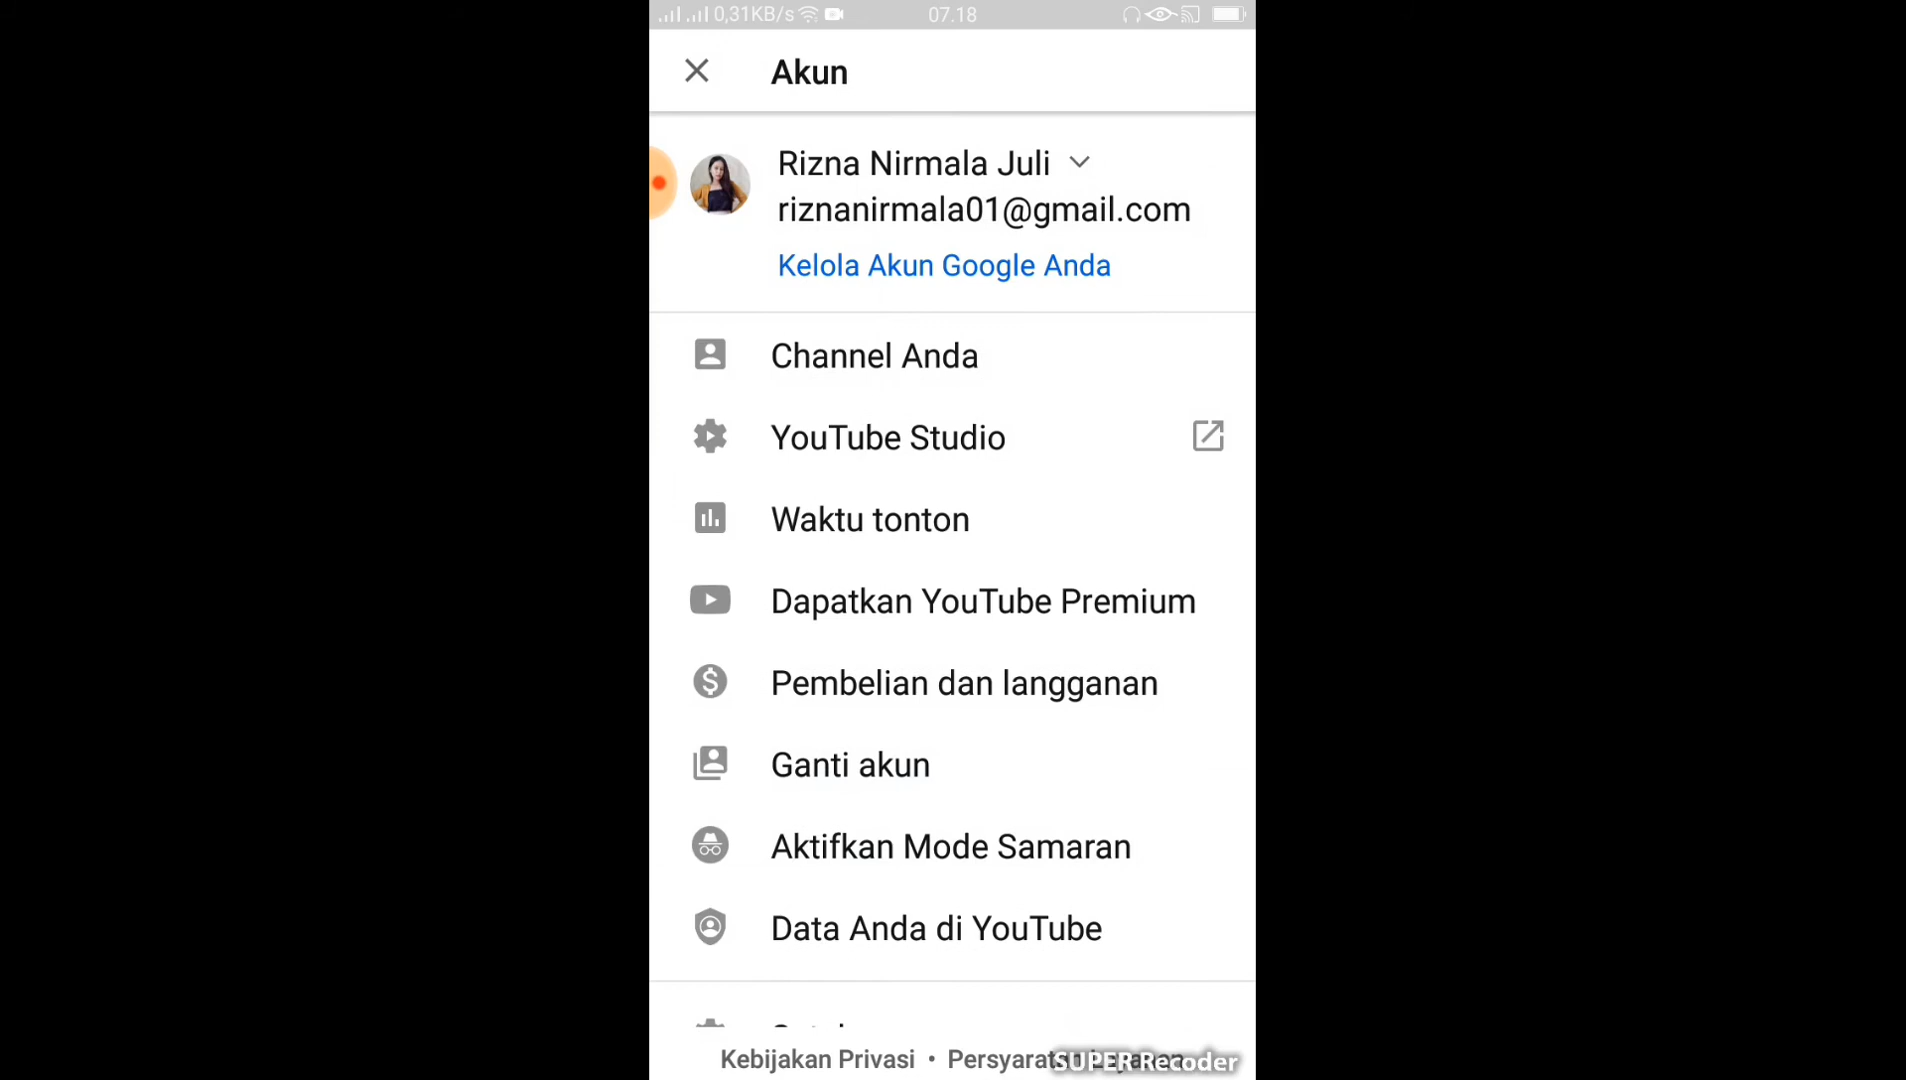 0,31KB/s 07.18
Akun
Rizna Nirmala Juli
riznanirmala01@gmail.com
Kelola Akun Google Anda
Channel Anda
YouTube Studio
Waktu tonton
Dapatkan YouTube Premium
Pembelian dan langganan
Ganti akun
Aktifkan Mode Samaran
Data Anda di YouTube
Kebijakan Privasi • Persyaratan
SUPER Recorder